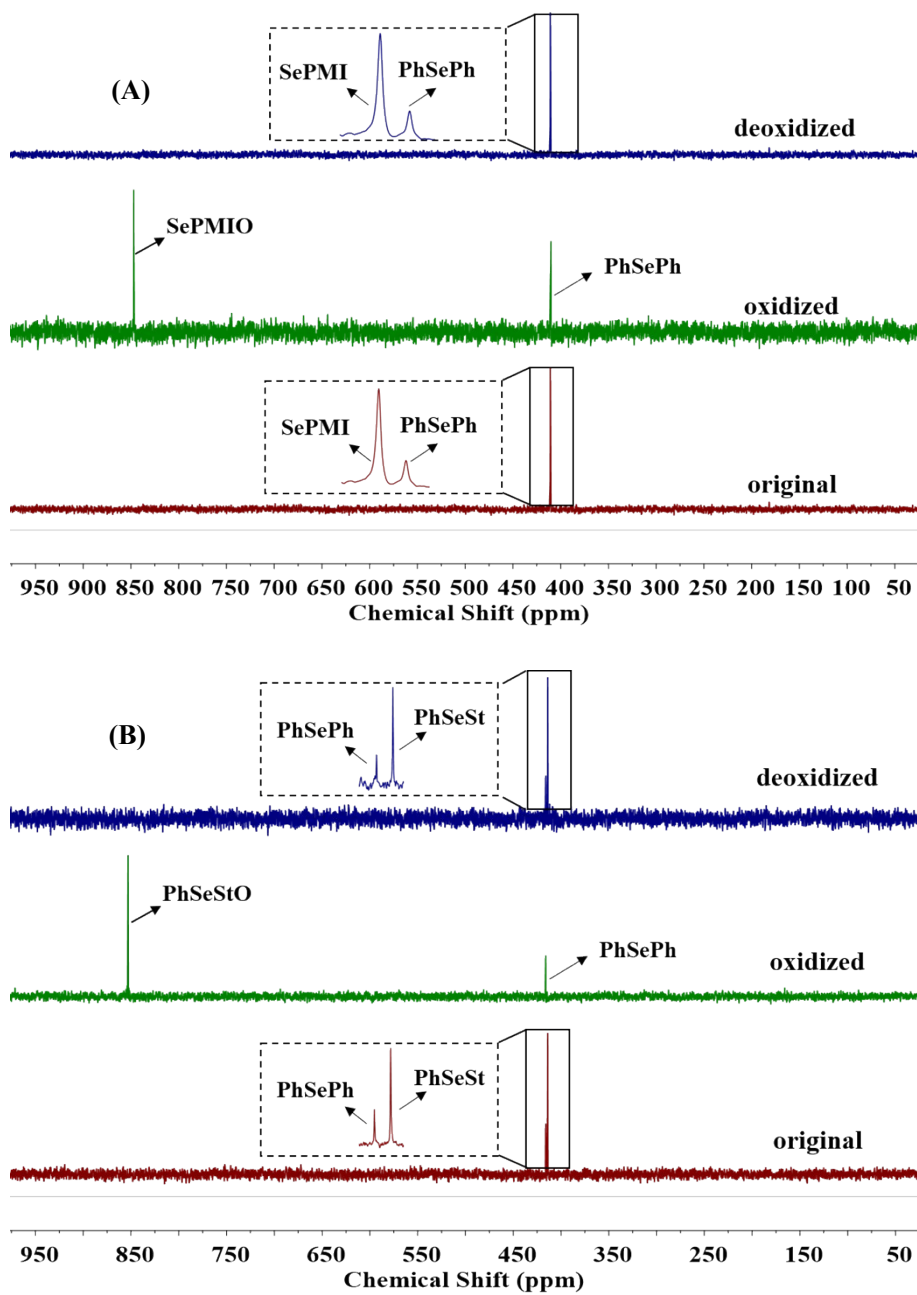 SePMI
PhSePh
(A)
deoxidized
SePMIO
PhSePh
oxidized
SePMI
PhSePh
original
950 900 850 800 750 700 650 600 550 500 450 400 350 300 250 200 150 100 50
Chemical Shift (ppm)
PhSePh
PhSeSt
(B)
deoxidized
PhSeStO
PhSePh
oxidized
PhSePh
PhSeSt
original
950 850 750 650 550 450 350 250 150 50
Chemical Shift (ppm)